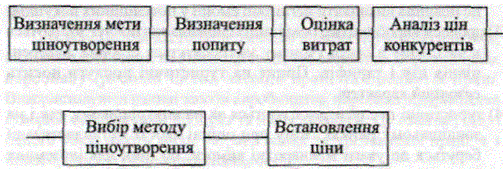 Визначення мети
ціноутворення
Визначення
попиту
Оцінка
витрат
Аналіз цін
конкурентів
Вибір методу
ціноутворення
Встановлення
ціни